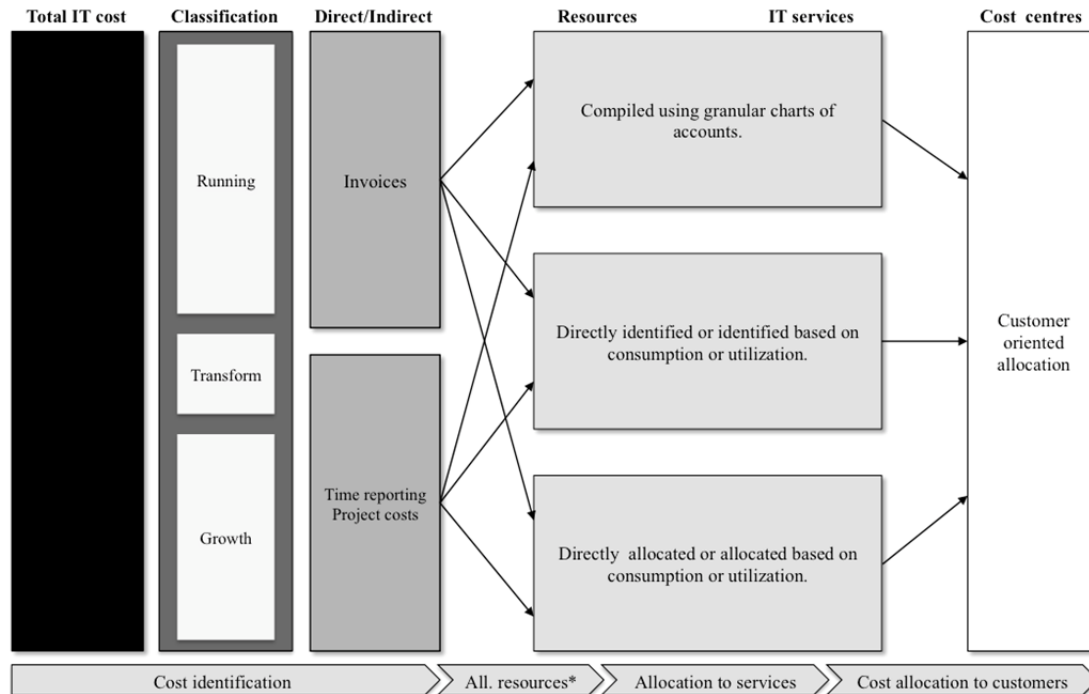 Total IT cost
Classification
Direct/Indirect
Resources
IT services
Cost centres
Running
Transform
Growth
Invoices
Time reporting
Project costs
Compiled using granular charts of
accounts.
Directly identified or identified based on
consumption or utilization.
Directly allocated or allocated based on
consumption or utilization.
Customer
oriented
allocation
Cost identification
All. resources*
Allocation to services
Cost allocation to customers